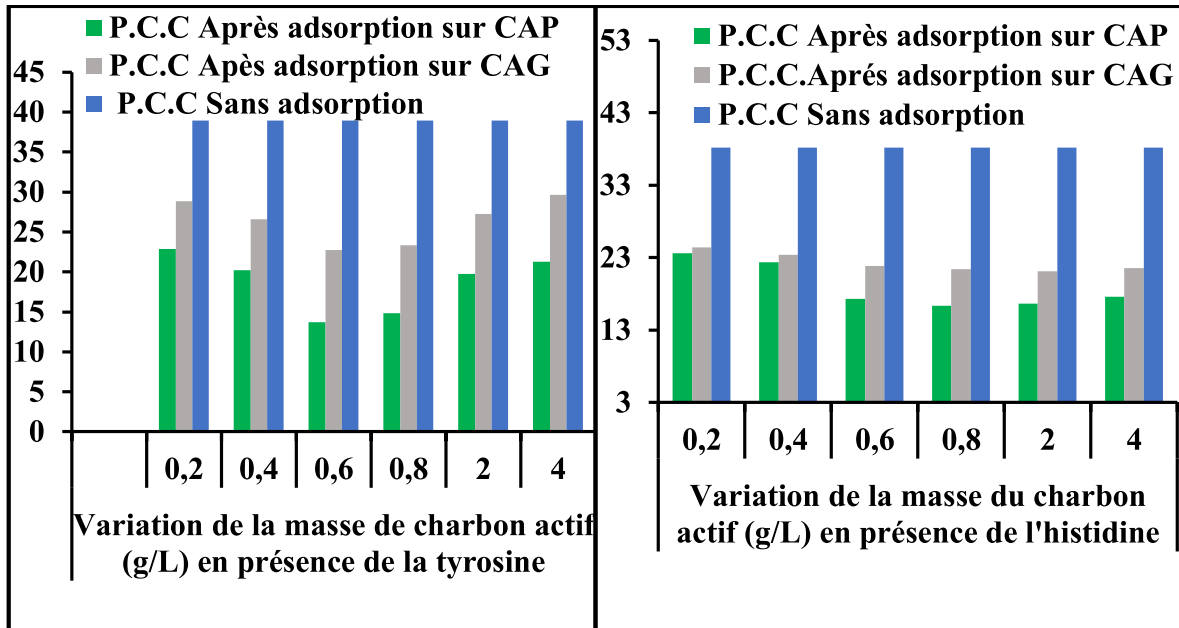 P.C.C Après adsorption sur CAP
P.C.C Apès adsorption sur CAG
P.C.C Sans adsorption
45
40
35
30
25
20
15
10
5
0
0,2 0,4 0,6 0,8 2 4
Variation de la masse de charbon actif
(g/L) en présence de la tyrosine
P.C.C Après adsorption sur CAP
P.C.C.Aprés adsorption sur CAG
P.C.C Sans adsorption
53
43
33
23
13
3
0,2 0,4 0,6 0,8 2 4
Variation de la masse du charbon
actif (g/L) en présence de l'histidine